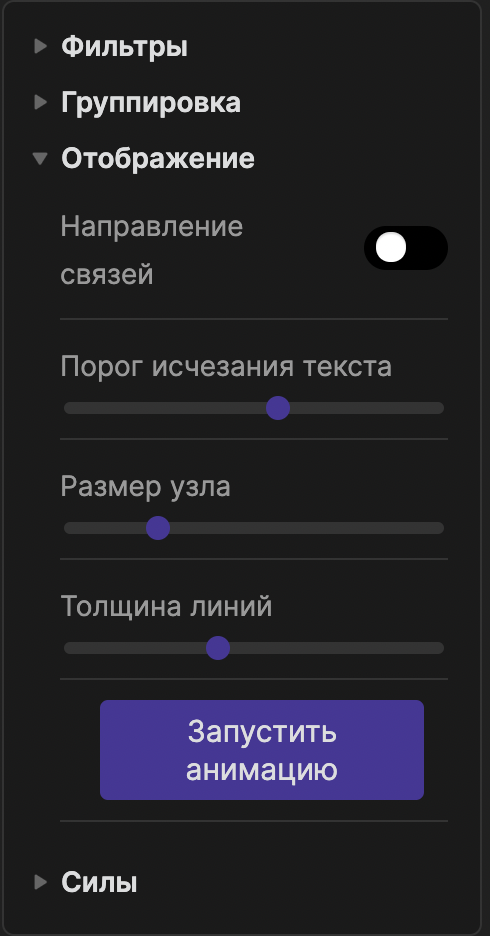 Фильтры
Группировка
Отображение
Направление
связей
Порог исчезания текста
Размер узла
Толщина линий
Запустить
анимацию
Силы